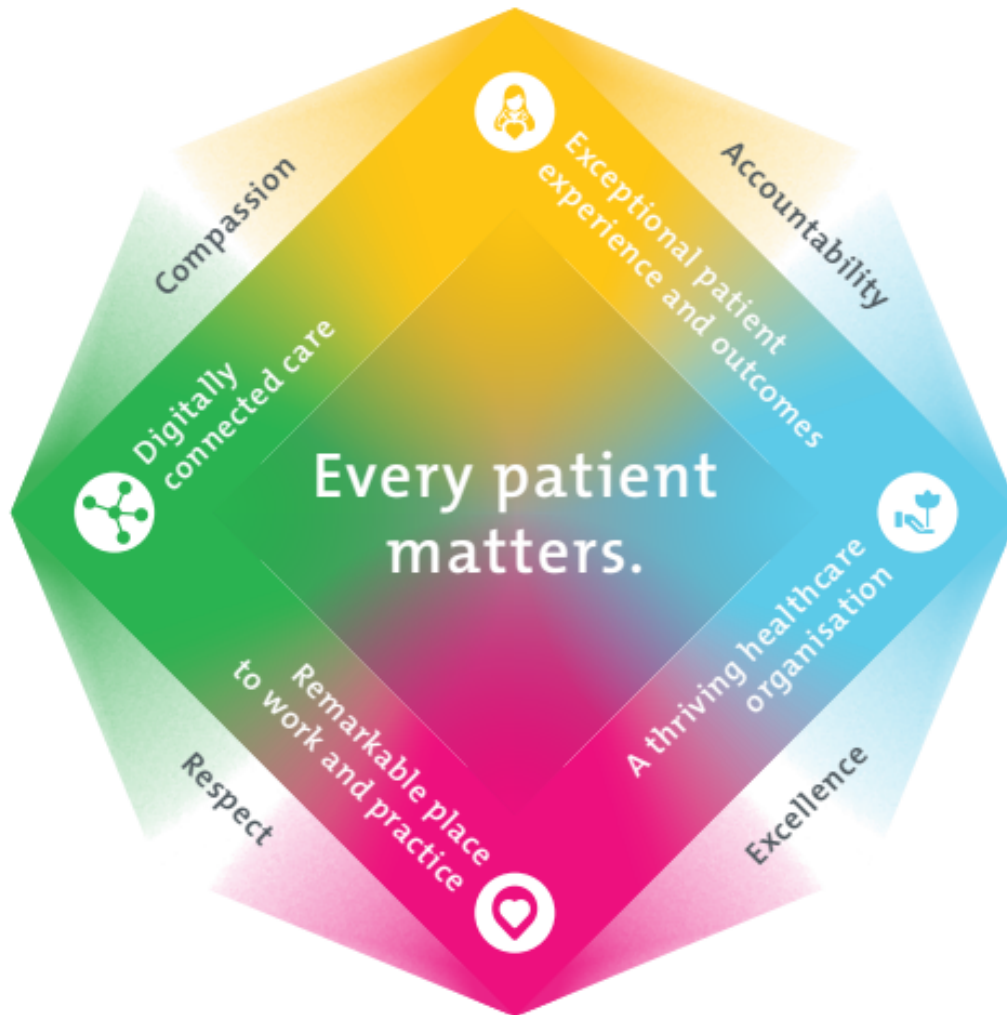 Compassion
Accountability
Exceptional patient
experience and outcomes
Digitally
connected care
Every patient
matters.
A thriving healthcare
organisation
Remarkable place
to work and practice
Respect
Excellence